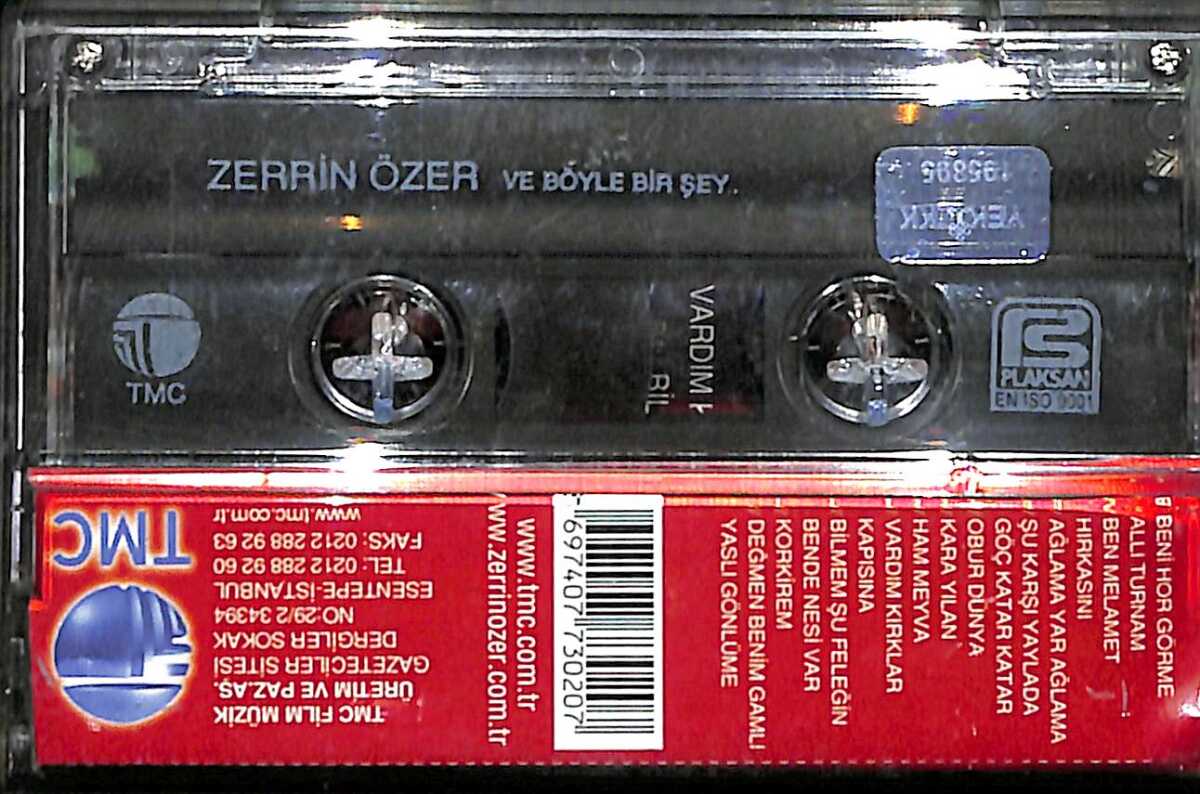 ZERRİN ÖZER VE BÖYLE BİR ŞEY.
195895
TMC
VARDIM
PLAKSAN
EN ISO 9001
BENİ HOR GÖRME
ALLI TURNAM
BEN MELAMET
HIRKASINI
AĞLAMA YAR AĞLAMA
ŞU KARŞI YAYLADA
GÖÇ KATAR KATAR
OBUR DÜNYA
KARA YILAN
HAM MEYVA
VARDIM KIRKLAR
KAPISINA
BİLMEM ŞU FELEĞİN
BENDE NESİ VAR
KORKİREM
DEĞMEN BENİM GAMLI
YASLI GÖNLÜME
697407 730207
www.tmc.com.tr
www.zerrinozer.com.tr
TMC FİLM MÜZİK
ÜRETİM VE PAZ.AŞ.
GAZETECİLER SİTESİ
DERGİLER SOKAK
NO:29/2 34394
ESENTEPE-İSTANBUL
TEL: 0212 288 92 60
FAKS: 0212 288 92 63
www.tmc.com.tr
TMC